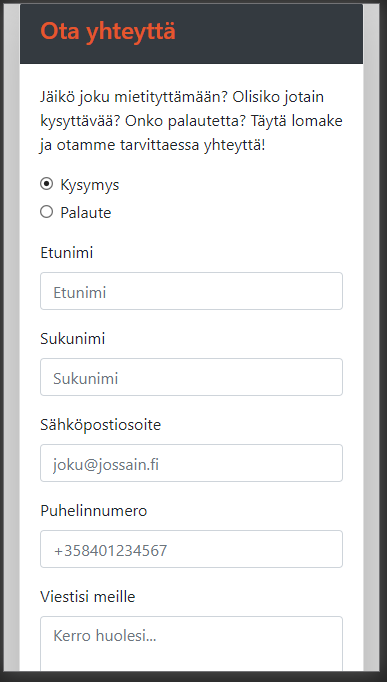 Ota yhteyttä
Jäikö joku mietityttämään? Olisiko jotain
kysyttävää? Onko palautetta? Täytä lomake
ja otamme tarvittaessa yhteyttä!
Kysymys
Palaute
Etunimi
Etunimi
Sukunimi
Sukunimi
Sähköpostiosoite
joku@jossain.fi
Puhelinnumero
+358401234567
Viestisi meille
Kerro huolesi...